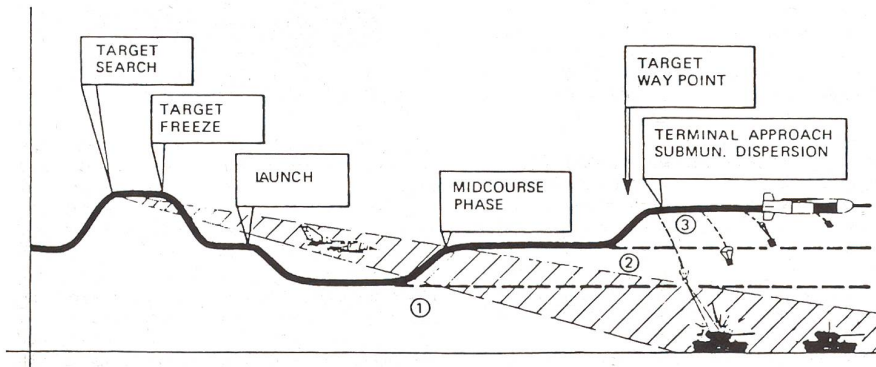 TARGET
SEARCH
TARGET
FREEZE
LAUNCH
MIDCOURSE
PHASE
TARGET
WAY POINT
TERMINAL APPROACH
SUBMUN. DISPERSION
①
②
③